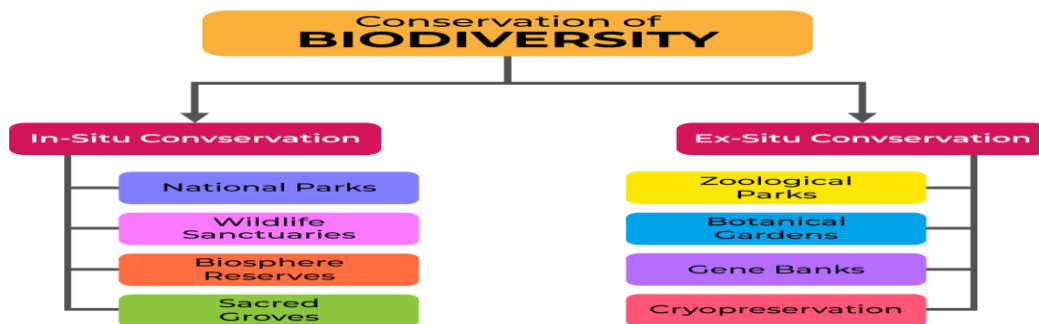 Conservation of
BIODIVERSITY
In-Situ Convservation
Ex-Situ Convservation
National Parks
Wildlife
Sanctuaries
Biosphere
Reserves
Sacred
Groves
Zoological
Parks
Botanical
Gardens
Gene Banks
Cryopreservation